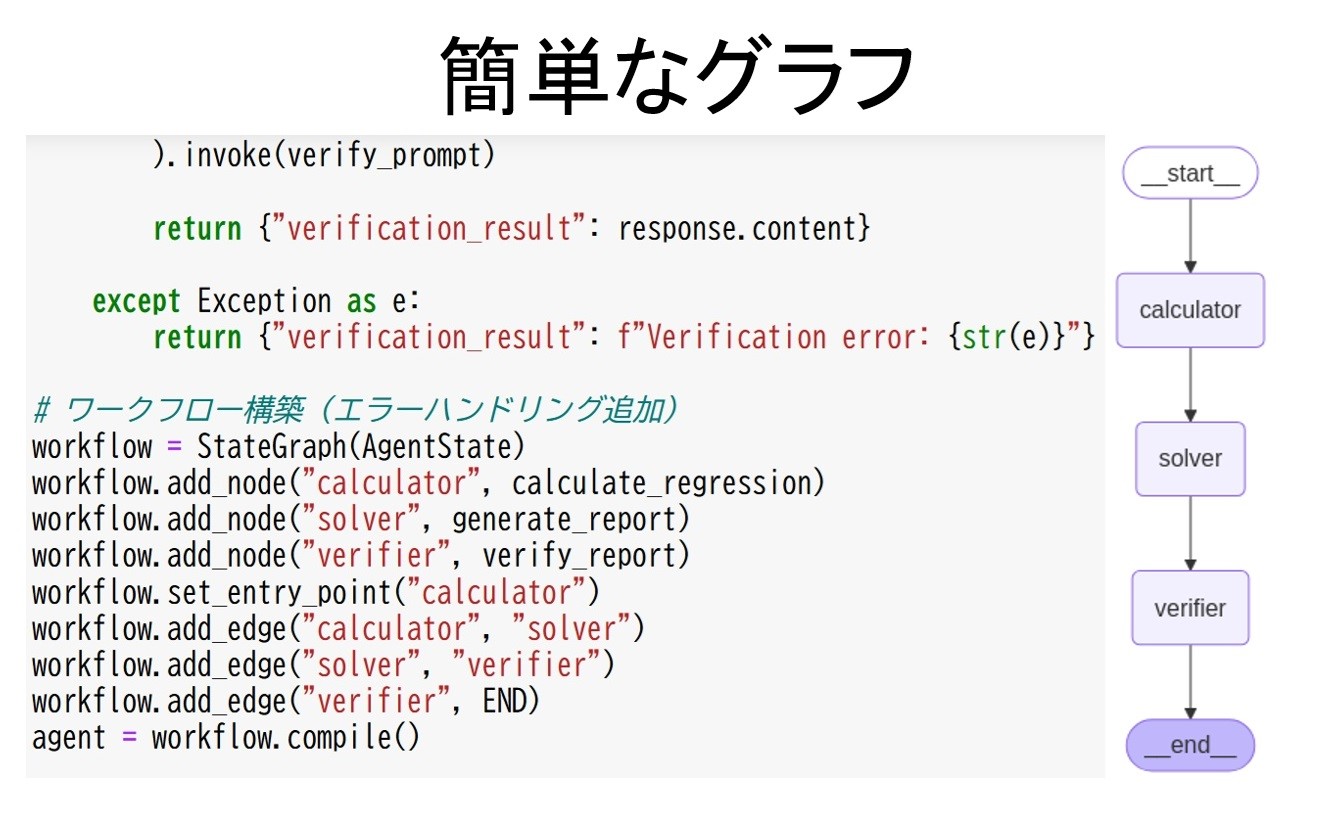 簡単なグラフ
        ).invoke(verify_prompt)
        return {”verification_result”: response.content}
    except Exception as e:
        return {”verification_result”: f”Verification error: {str(e)}”}
# ワークフロー構築（エラーハンドリング追加）
workflow = StateGraph(AgentState)
workflow.add_node(”calculator”, calculate_regression)
workflow.add_node(”solver”, generate_report)
workflow.add_node(”verifier”, verify_report)
workflow.set_entry_point(”calculator”)
workflow.add_edge(”calculator”, ”solver”)
workflow.add_edge(”solver”, ”verifier”)
workflow.add_edge(”verifier”, END)
agent = workflow.compile()
__start__
calculator
solver
verifier
__end__